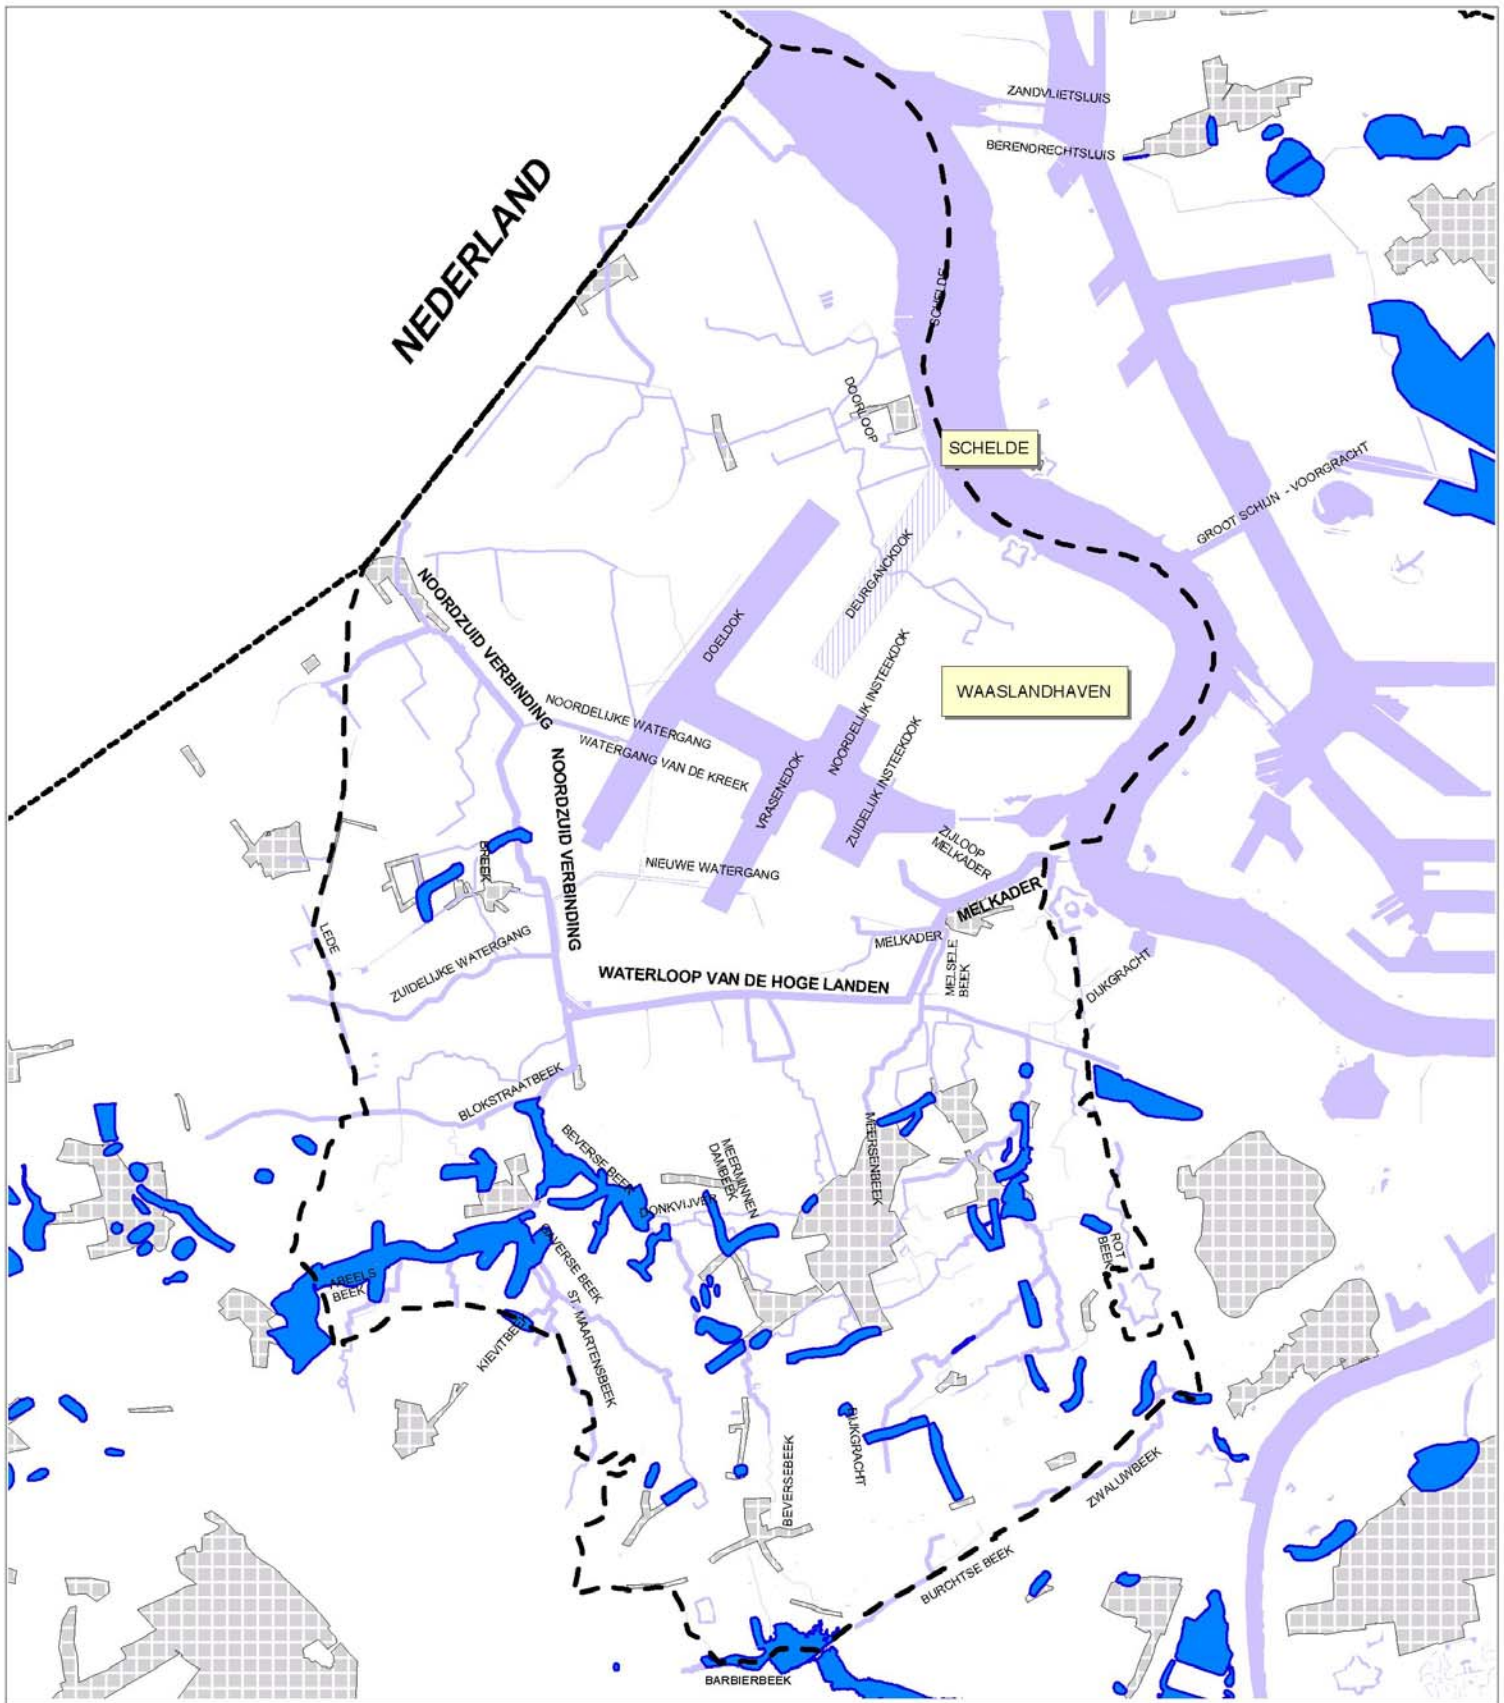 ZANDVLIETSLUIS
BERENDRECHTSLUIS
NEDERLAND
SCHELDE
DOORLOOP
SCHELDE
GROOT SCHIJN - VOORGRACHT
DEURGANCKDOK
NOORDZUID VERBINDING
DOELDOK
NOORDELIJK INSTEEKDOK
WAASLANDHAVEN
NOORDELIJKE WATERGANG
WATERGANG VAN DE KREEK
ZUIDELIJK INSTEEKDOK
VRASENEDOK
NOORDZUID VERBINDING
ZIJLOOP
MELKADER
BREEK
NIEUWE WATERGANG
MELKADER
LEDE
ZUIDELIJKE WATERGANG
MELKADER
MELSELE
BEEK
DIJKGRACHT
WATERLOOP VAN DE HOGE LANDEN
BLOKSTRAATBEEK
BEVERSE BEEK
MEERMINNEN
DAMBEEK
MEERSENBEEK
DONKVIJVER
ROT
BEEK
ABEELS
BEEK
ST. MAARTENSBEEK
DIJKGRACHT
BEVERSEBEEK
ZWALUWBEEK
BURCHTSE BEEK
BARBIERBEEK